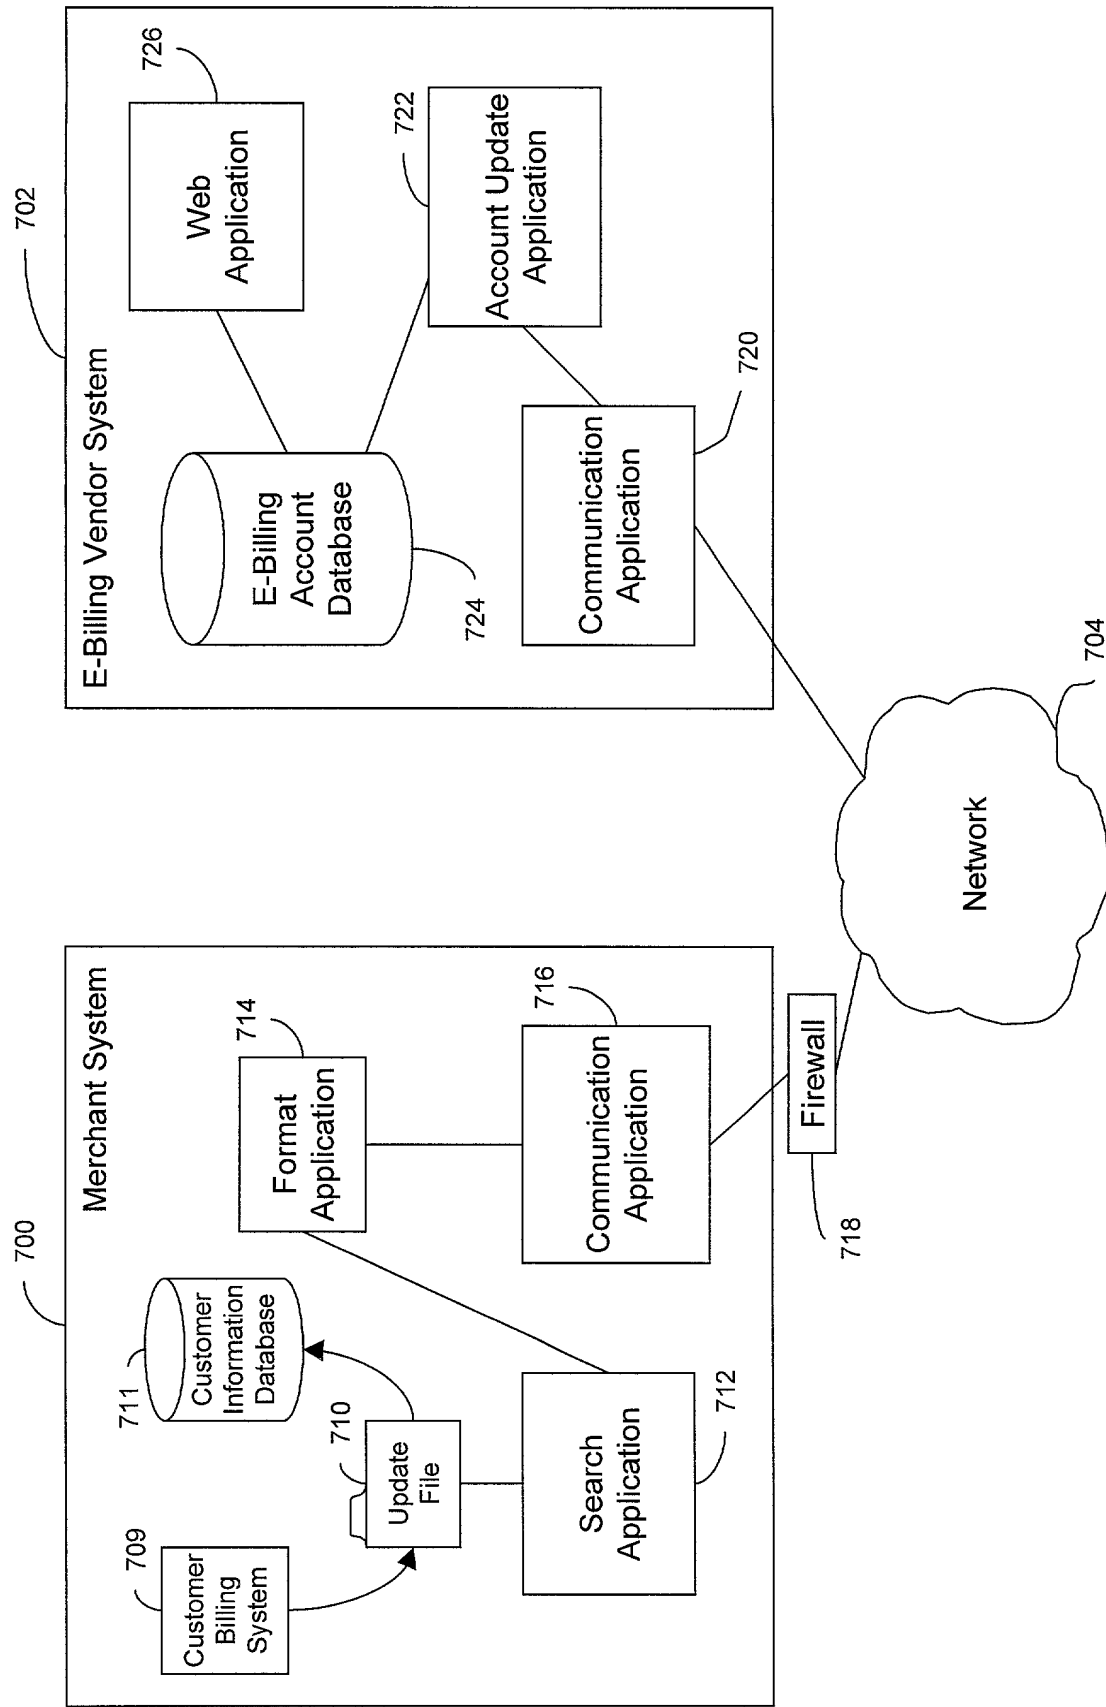 700
Merchant System
709
Customer
Billing
System
710
Update
File
711
Customer
Information
Database
712
Search
Application
714
Format
Application
716
Communication
Application
718
Firewall
Network
704
702
E-Billing Vendor System
E-Billing
Account
Database
724
Web
Application
726
Account Update
Application
722
Communication
Application
720